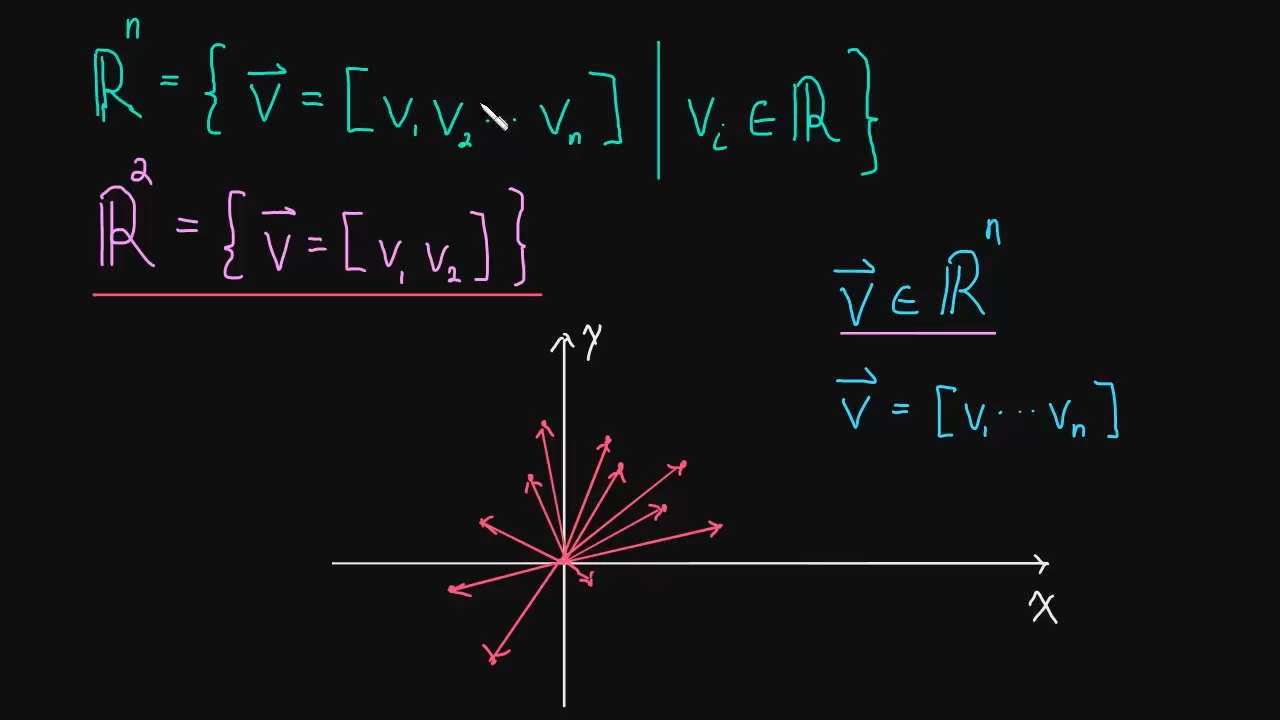 ℝⁿ = { v⃗ = [ v₁ v₂ ⋯ vₙ ] | vᵢ ∈ ℝ }
ℝ² = { v⃗ = [ v₁ v₂ ] }
v⃗ ∈ ℝⁿ
v⃗ = [ v₁ ⋯ vₙ ]
y
x